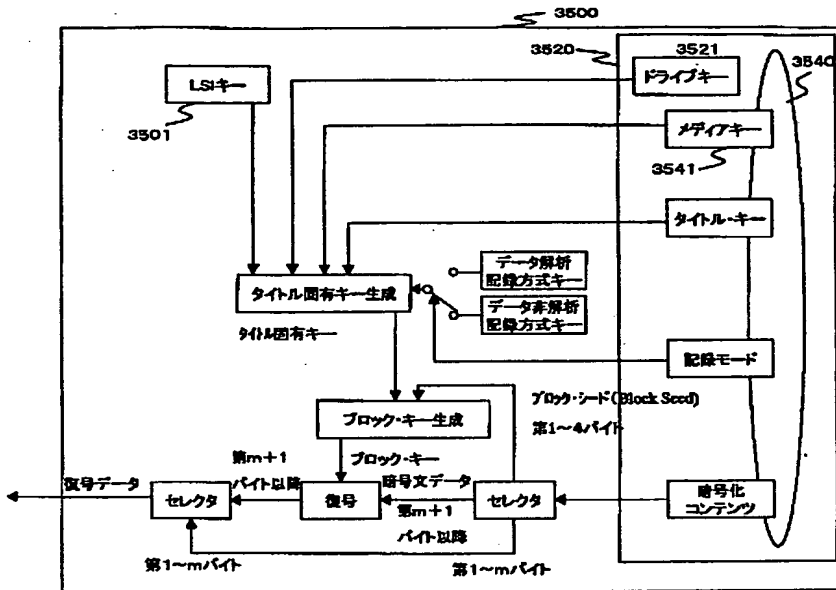 3500
3520
3521
3540
LSIキー
3501
ドライブキー
メディアキー
3541
タイトル・キー
データ解析
記録方式キー
タイトル固有キー生成
データ非解析
記録方式キー
タイトル固有キー
記録モード
ブロック・シード(Block Seed)
第1~4バイト
ブロック・キー生成
ブロック・キー
復号データ
セレクタ
第m+1
バイト以降
復号
暗号文データ
第m+1
バイト以降
セレクタ
暗号化
コンテンツ
第1~mバイト
第1~mバイト